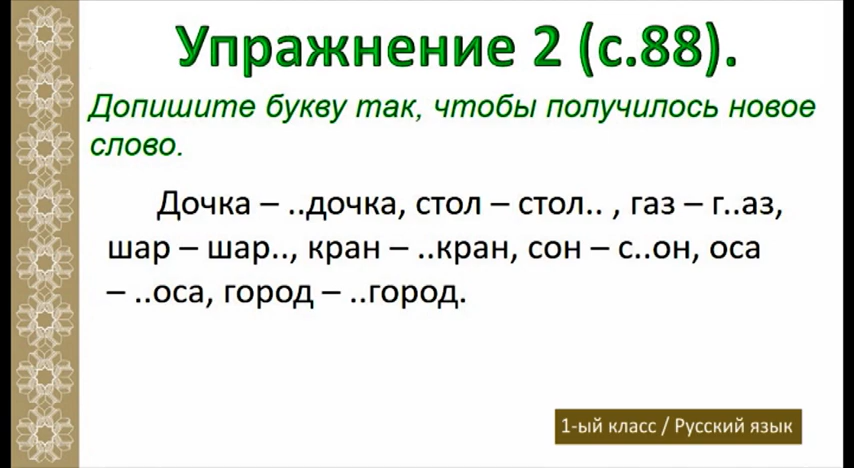 Упражнение 2 (с.88).
Допишите букву так, чтобы получилось новое
слово.
Дочка – ..дочка, стол – стол.. , газ – г..аз,
шар – шар.., кран – ..кран, сон – с..он, оса
– ..оса, город – ..город.
1-ый класс / Русский язык